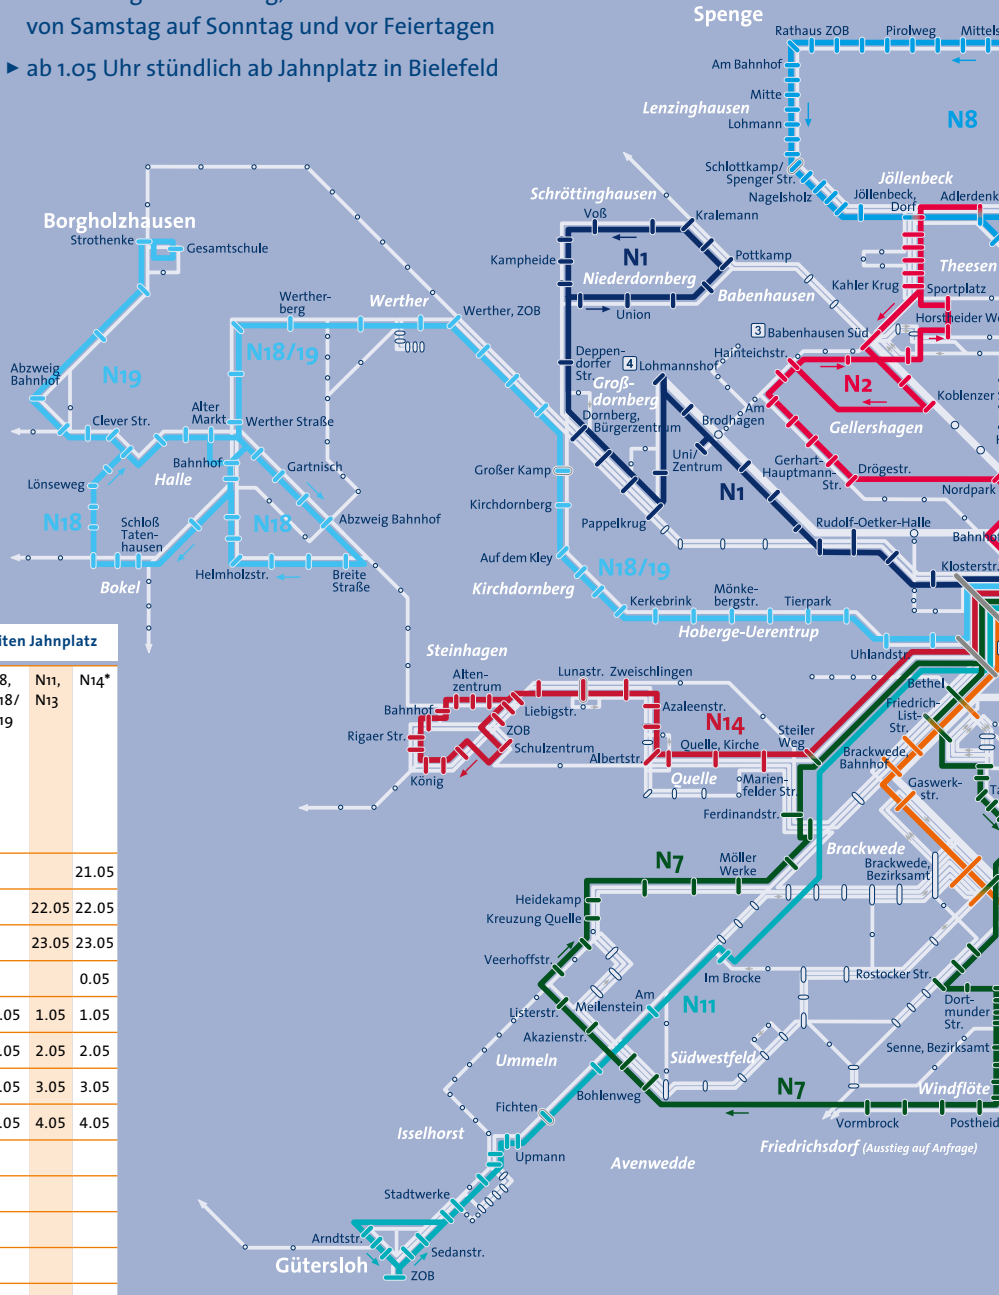 von Samstag auf Sonntag und vor Feiertagen
▸ ab 1.05 Uhr stündlich ab Jahnplatz in Bielefeld
Spenge
Rathaus ZOB
Pirolweg
Am Bahnhof
Mitte
Lenzinghausen
Lohmann
N8
Schlottkamp/
Spenger Str.
Nagelsholz
Jöllenbeck
Jöllenbeck,
Dorf
Schröttinghausen
Voß
Kralemann
Borgholzhausen
Strothenke
Gesamtschule
Kampheide
N1
Niederdornberg
Pottkamp
Theesen
Babenhausen
Kahler Krug
Sportplatz
Werther-
berg
Werther
Werther, ZOB
Union
3
Babenhausen Süd
N18/19
Deppen-
dorfer
Str.
4
Lohmannshof
Hainteichstr.
Groß-
dornberg
N2
Abzweig
Bahnhof
N19
Clever Str.
Alter
Markt
Werther Straße
Dornberg,
Bürgerzentrum
Brodhagen
Am
Gellershagen
Bahnhof
Gartnisch
Großer Kamp
Uni/
Zentrum
Gerhart-
Hauptmann-
Str.
Drögestr.
Lönseweg
Halle
Kirchdornberg
N1
Nordpark
N18
Schloß
Taten-
hausen
N18
Abzweig Bahnhof
Pappelkrug
Rudolf-Oetker-Halle
Auf dem Kley
N18/19
Klosterstr.
Bokel
Helmholzstr.
Breite
Straße
Kirchdornberg
Kerkebrink
Mönke-
bergstr.
Tierpark
Hoberge-Uerentrup
iten Jahnplatz
Uhlandstr.
Steinhagen
8,
18/
19
N11,
N13
N14*
Alten-
zentrum
Lunastr.
Zweischlingen
Bethel
Bahnhof
Liebigstr.
Azaleenstr.
N14
Friedrich-
List-
Str.
Rigaer Str.
ZOB
Schulzentrum
Albertstr.
Quelle, Kirche
Steiler
Weg
Brackwede,
Bahnhof
König
Quelle
Marien-
felder Str.
Gaswerk-
str.
Ferdinandstr.
Brackwede
N7
Möller
Werke
Brackwede,
Bezirksamt
21.05
22.05 22.05
23.05 23.05
0.05
.05 1.05 1.05
.05 2.05 2.05
.05 3.05 3.05
.05 4.05 4.05
Heidekamp
Kreuzung Quelle
Veerhoffstr.
Im Brocke
Rostocker Str.
Listerstr.
Meilenstein
Am
N11
Dort-
munder
Str.
Akazienstr.
Ummeln
Südwestfeld
Senne, Bezirksamt
Bohlenweg
N7
Windflöte
Fichten
Vormbrock
Isselhorst
Upmann
Avenwedde
Friedrichsdorf (Ausstieg auf Anfrage)
Stadtwerke
Arndtstr.
Sedanstr.
Gütersloh
ZOB